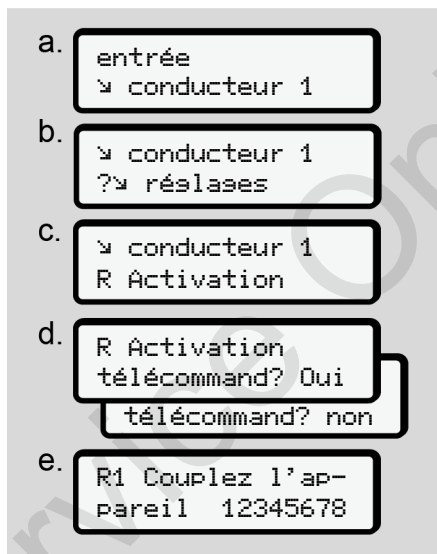 a.
entrée
↘ conducteur 1
b.
↘ conducteur 1
?↘ réglages
c.
↘ conducteur 1
R Activation
d.
R Activation
télécommand? Oui
télécommand? non
e.
R1 Couplez l'ap-
pareil 12345678